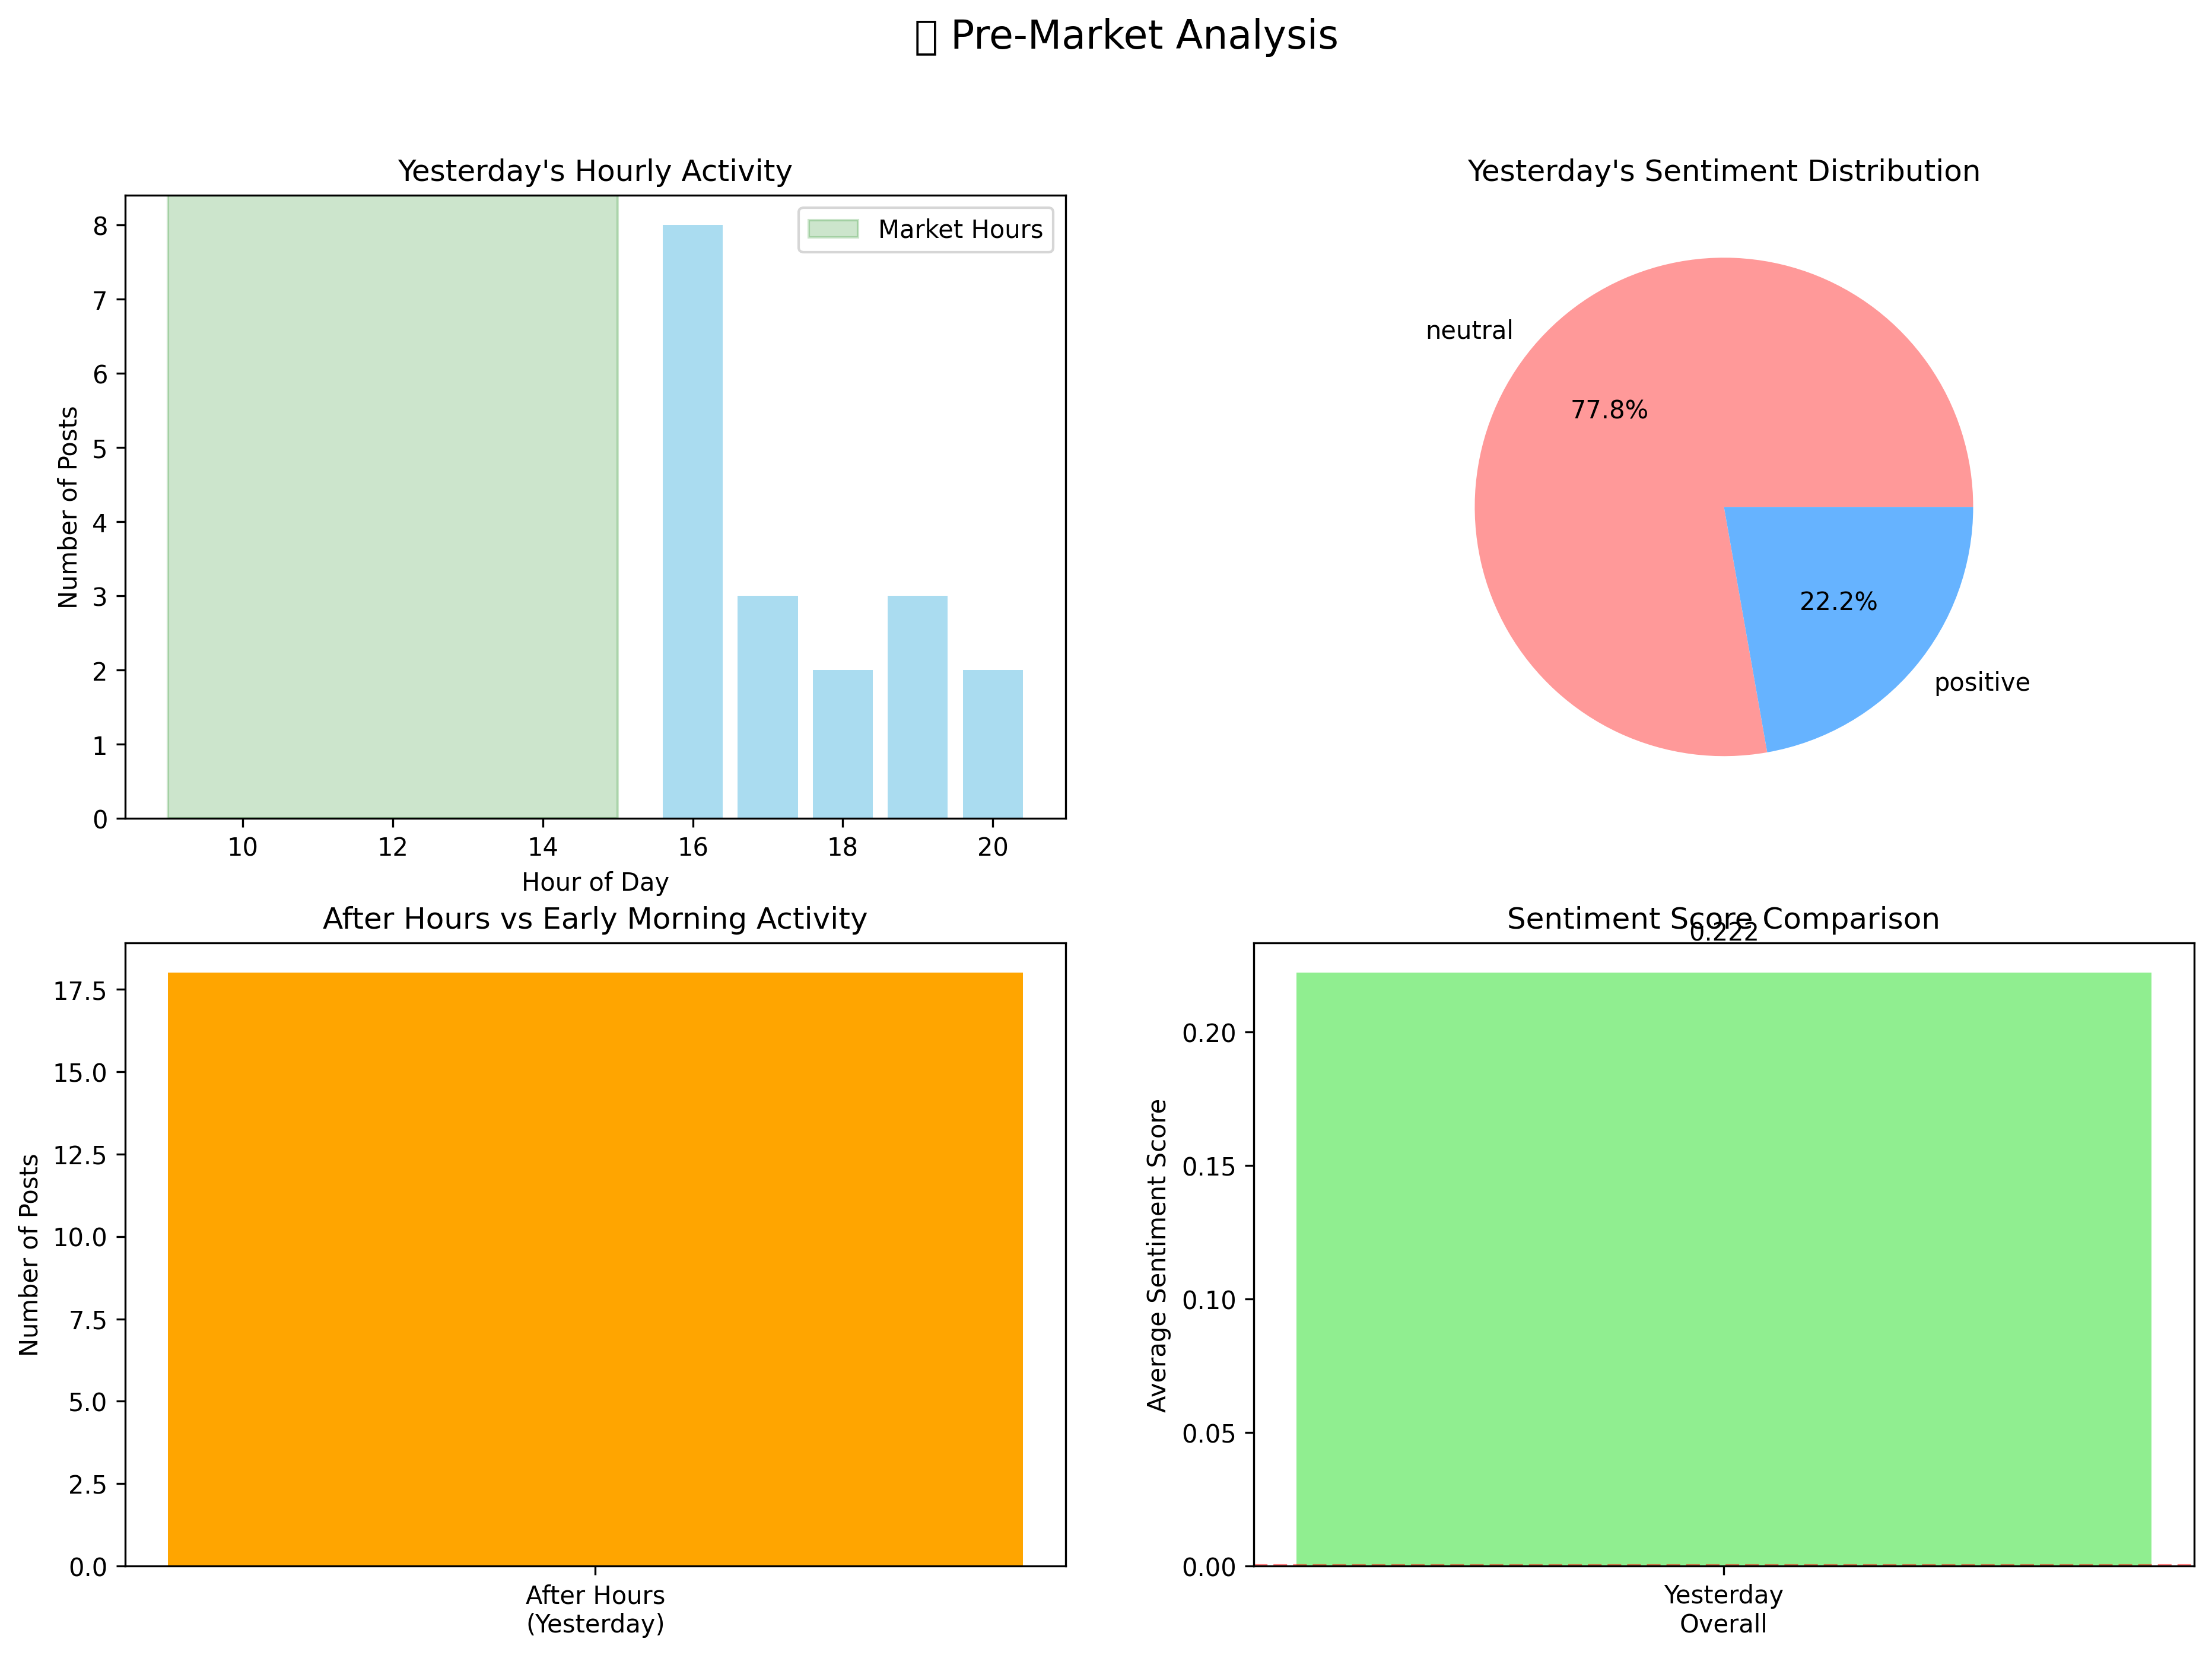 ▯ Pre-Market Analysis
Yesterday's Hourly Activity
Number of Posts
8
7
6
5
4
3
2
1
0
Market Hours
10 12 14 16 18 20
Hour of Day
Yesterday's Sentiment Distribution
neutral
77.8%
22.2%
positive
After Hours vs Early Morning Activity
Number of Posts
17.5
15.0
12.5
10.0
7.5
5.0
2.5
0.0
After Hours
(Yesterday)
Sentiment Score Comparison
0.222
Average Sentiment Score
0.20
0.15
0.10
0.05
0.00
Yesterday
Overall